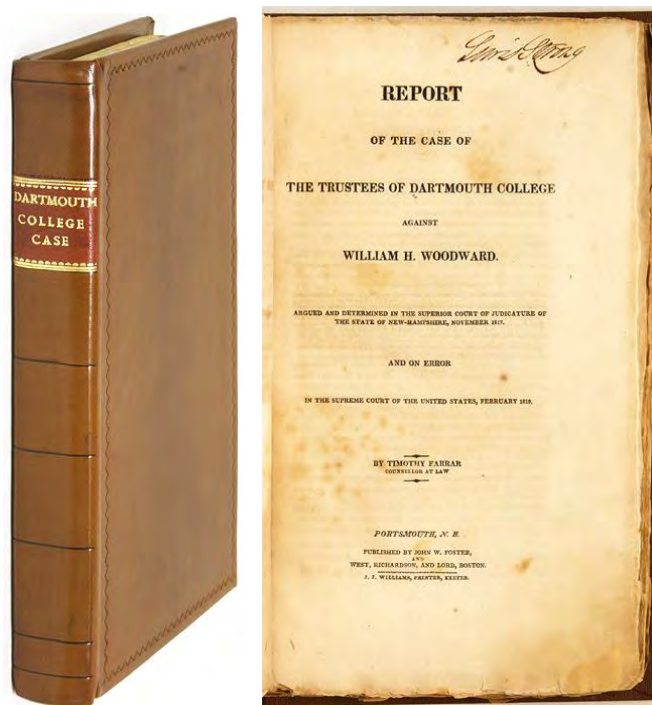 DARTMOUTH
COLLEGE
CASE
Lewis Strong
REPORT
OF THE CASE OF
THE TRUSTEES OF DARTMOUTH COLLEGE
AGAINST
WILLIAM H. WOODWARD.
ARGUED AND DETERMINED IN THE SUPERIOR COURT OF JUDICATURE OF
THE STATE OF NEW-HAMPSHIRE, NOVEMBER 1817.
AND ON ERROR
IN THE SUPREME COURT OF THE UNITED STATES, FEBRUARY 1819.
BY TIMOTHY FARRAR
COUNSELLOR AT LAW
PORTSMOUTH, N. H.
PUBLISHED BY JOHN W. FOSTER,
AND
WEST, RICHARDSON, AND LORD, BOSTON.
J. J. WILLIAMS, PRINTER, EXETER.